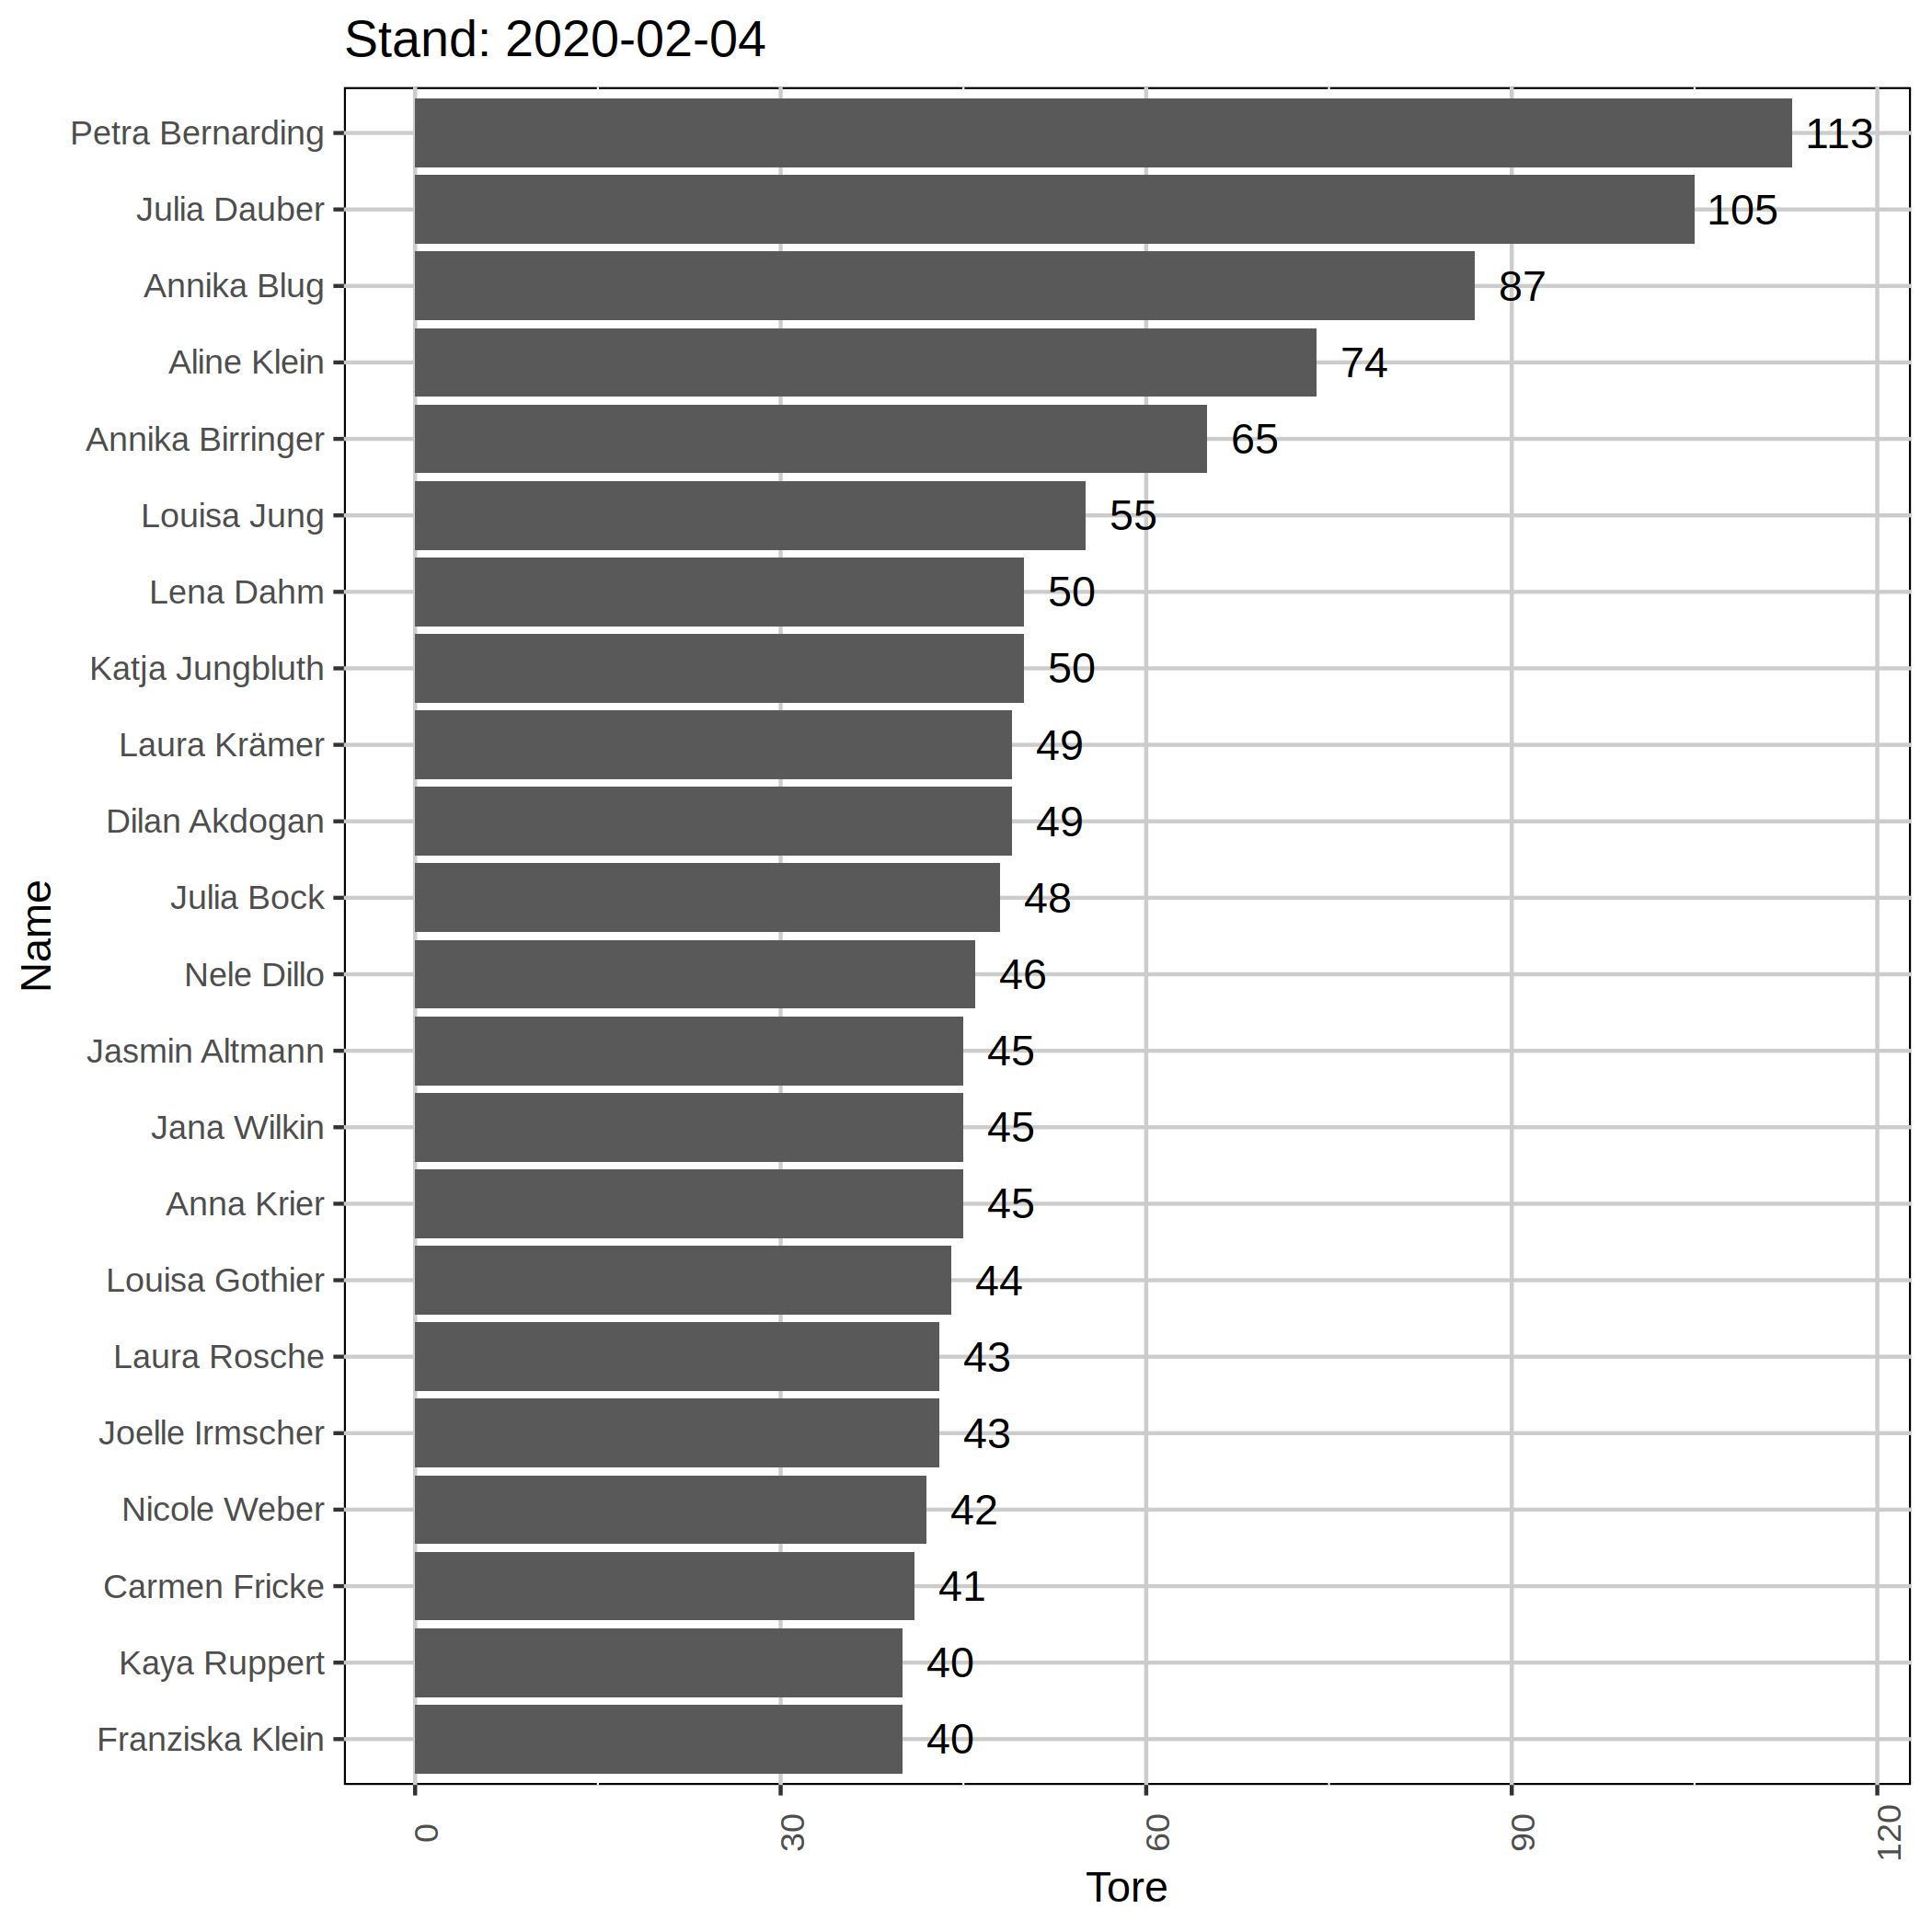 Stand: 2020-02-04
Name
Petra Bernarding 113
Julia Dauber 105
Annika Blug 87
Aline Klein 74
Annika Birringer 65
Louisa Jung 55
Lena Dahm 50
Katja Jungbluth 50
Laura Krämer 49
Dilan Akdogan 49
Julia Bock 48
Nele Dillo 46
Jasmin Altmann 45
Jana Wilkin 45
Anna Krier 45
Louisa Gothier 44
Laura Rosche 43
Joelle Irmscher 43
Nicole Weber 42
Carmen Fricke 41
Kaya Ruppert 40
Franziska Klein 40
0 30 60 90 120
Tore